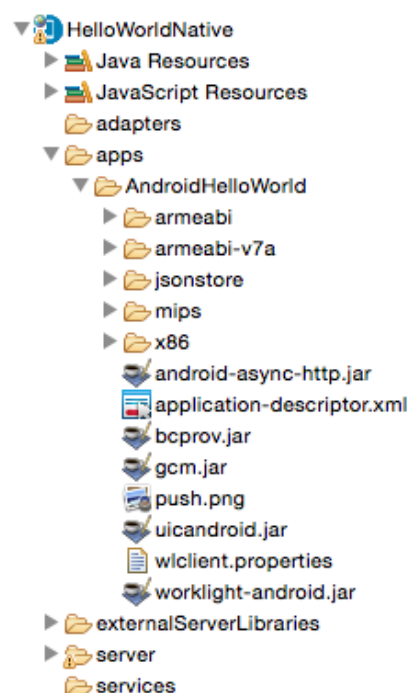 HelloWorldNative
Java Resources
JavaScript Resources
adapters
apps
AndroidHelloWorld
armeabi
armeabi-v7a
jsonstore
mips
x86
android-async-http.jar
application-descriptor.xml
bcprov.jar
gcm.jar
push.png
uicandroid.jar
wlclient.properties
worklight-android.jar
externalServerLibraries
server
services